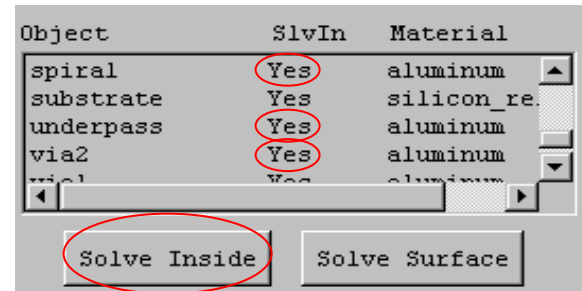 Object SlvIn Material
spiral Yes aluminum
substrate Yes silicon_re
underpass Yes aluminum
via2 Yes aluminum
Solve Inside Solve Surface